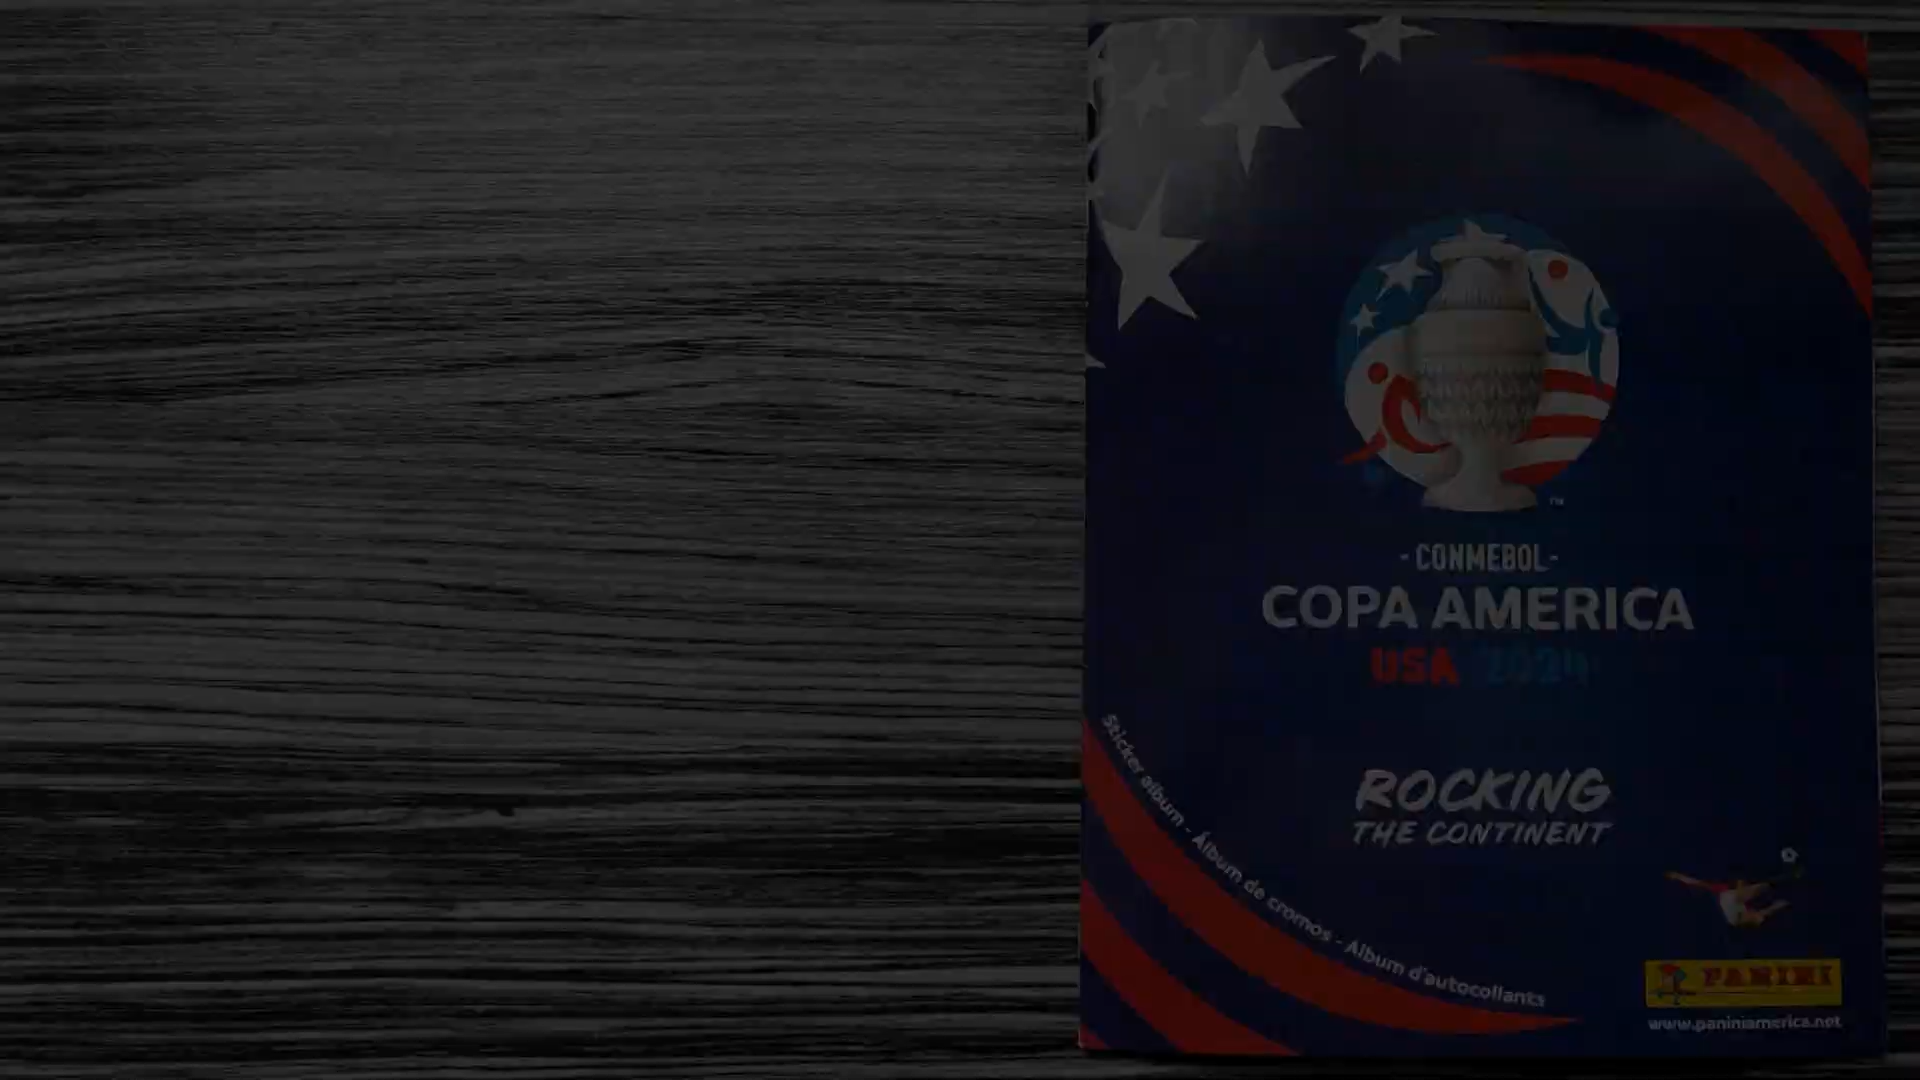 ™
- CONMEBOL -
COPA AMERICA
USA 2024
ROCKING
THE CONTINENT
Sticker album - Álbum de cromos - Album d'autocollants
PANINI
www.paniniamerica.net